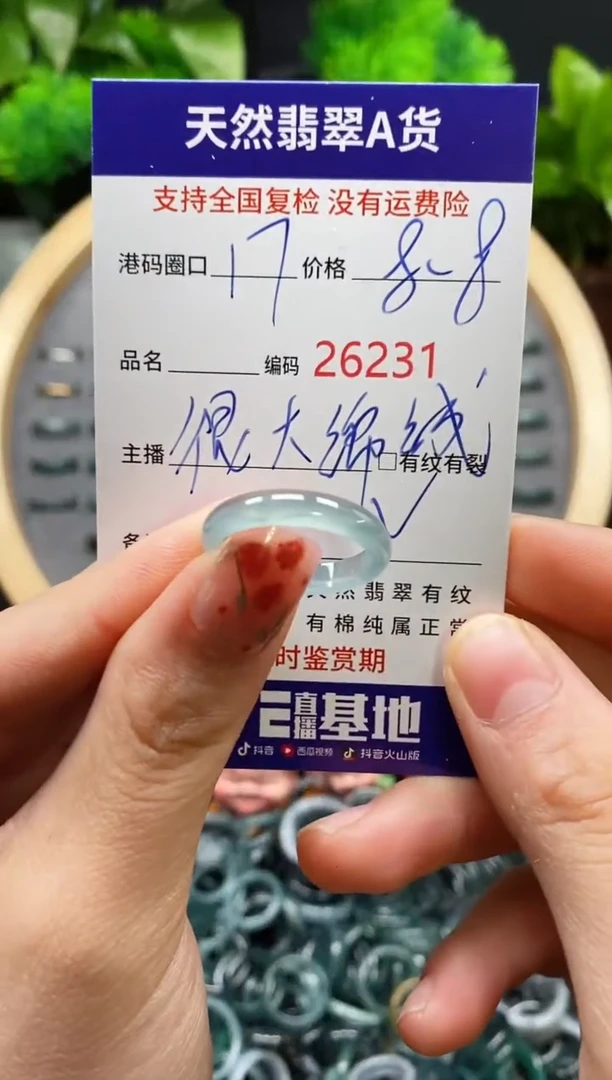 天然翡翠A货
支持全国复检 没有运费险
港码圈口 17 价格
品名 编码 26231
主播 很大绵线 □有纹有裂
然翡翠有纹
有棉纯属正常
时鉴赏期
直播基地
抖音 西瓜视频 抖音火山版